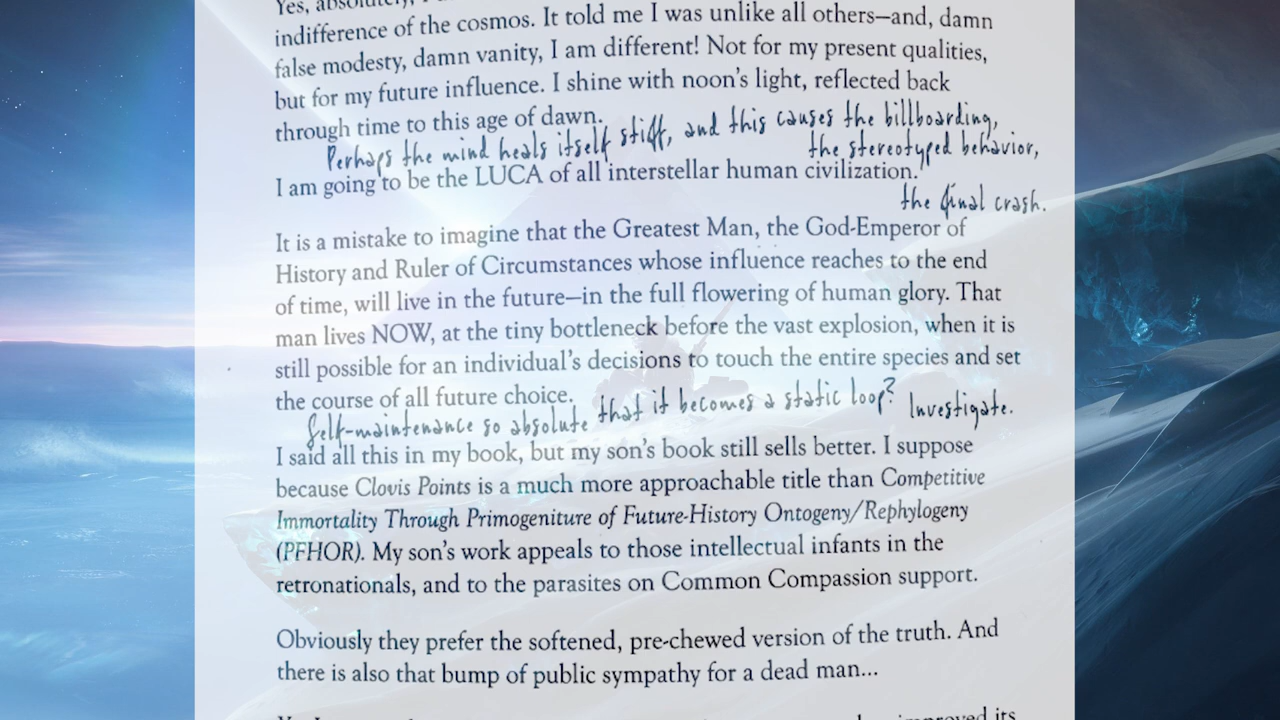 Yes, absolutely, I
indifference of the cosmos. It told me I was unlike all others—and, damn
false modesty, damn vanity, I am different! Not for my present qualities,
but for my future influence. I shine with noon's light, reflected back
through time to this age of dawn.
Perhaps the mind heals itself stiff, and this causes the billboarding,
the stereotyped behavior,
I am going to be the LUCA of all interstellar human civilization.
the final crash.
It is a mistake to imagine that the Greatest Man, the God-Emperor of
History and Ruler of Circumstances whose influence reaches to the end
of time, will live in the future—in the full flowering of human glory. That
man lives NOW, at the tiny bottleneck before the vast explosion, when it is
still possible for an individual's decisions to touch the entire species and set
the course of all future choice.
Self-maintenance so absolute that it becomes a static loop? Investigate.
I said all this in my book, but my son's book still sells better. I suppose
because Clovis Points is a much more approachable title than Competitive
Immortality Through Primogeniture of Future-History Ontogeny/Rephylogeny
(PFHOR). My son's work appeals to those intellectual infants in the
retronationals, and to the parasites on Common Compassion support.
Obviously they prefer the softened, pre-chewed version of the truth. And
there is also that bump of public sympathy for a dead man...
improved its